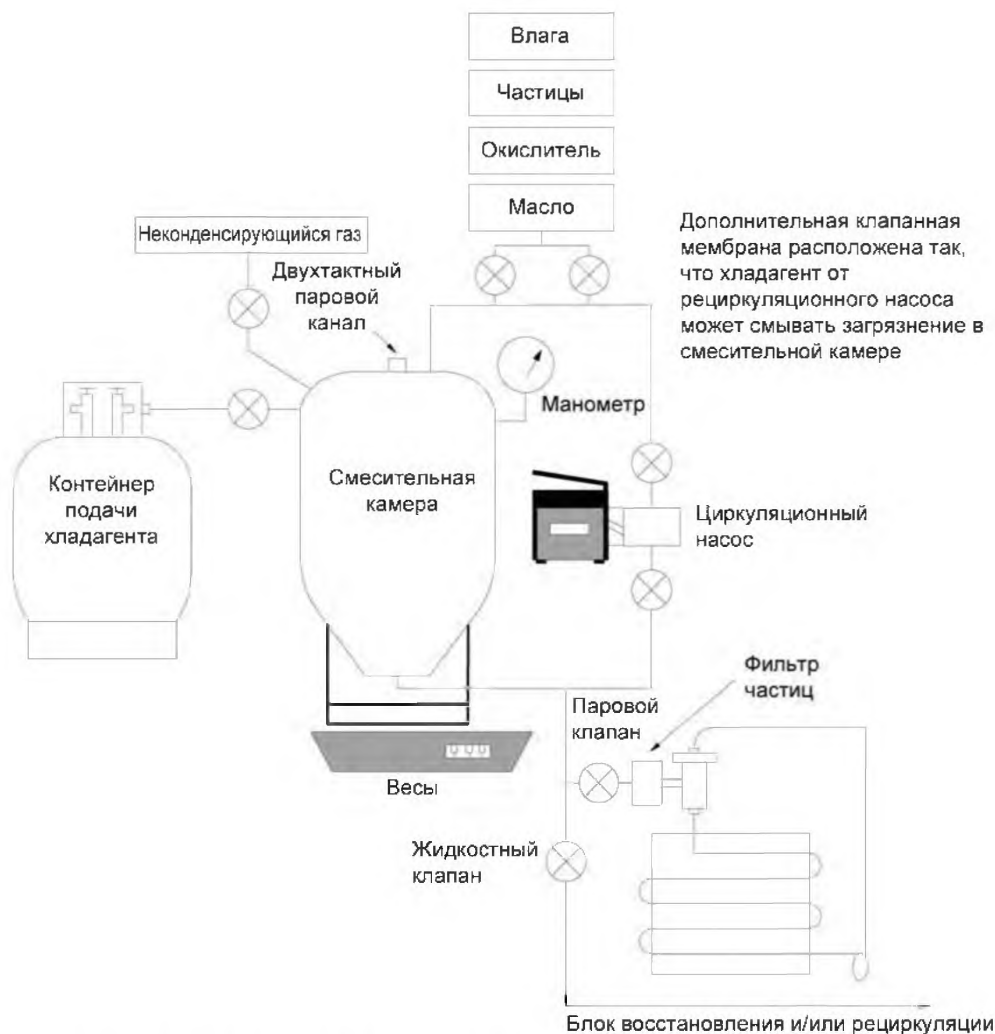 Влага
Частицы
Окислитель
Масло
Неконденсирующийся газ
Двухтактный
паровой
канал
Дополнительная клапанная
мембрана расположена так,
что хладагент от
рециркуляционного насоса
может смывать загрязнение в
смесительной камере
Манометр
Контейнер
подачи
хладагента
Смесительная
камера
Циркуляционный
насос
Фильтр
частиц
Паровой
клапан
Весы
Жидкостный
клапан
Блок восстановления и/или рециркуляции